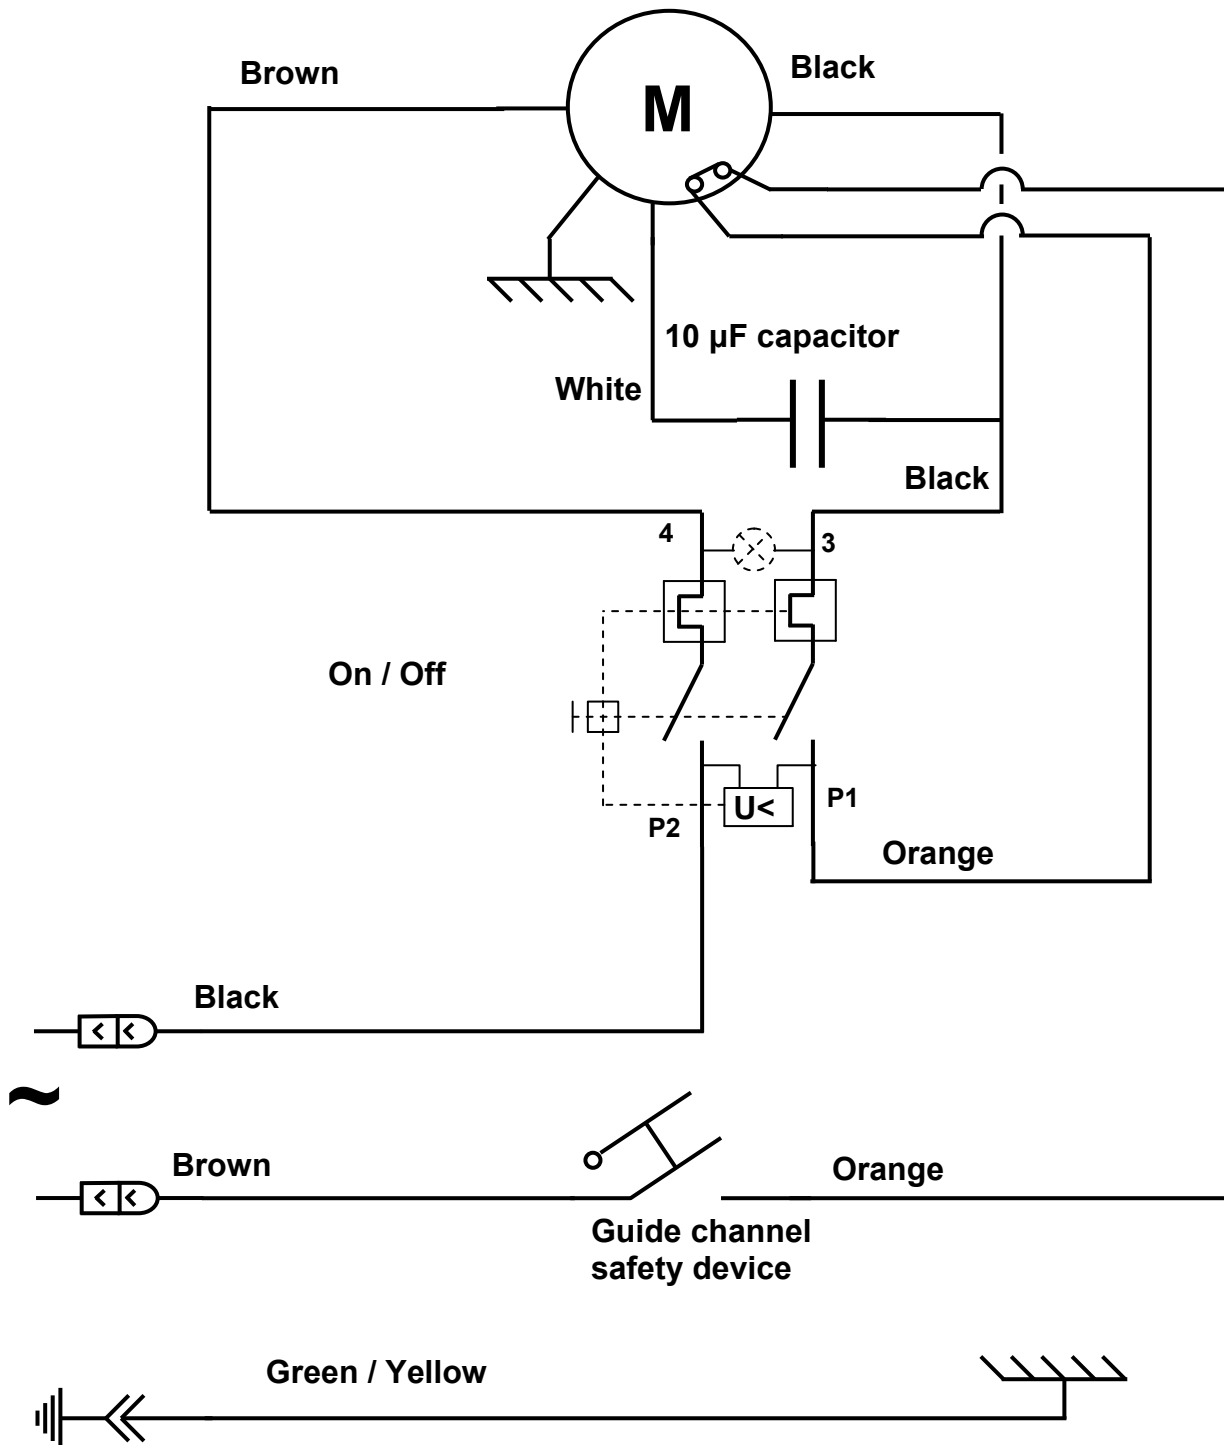 Brown
Black
M
10 µF capacitor
White
Black
4
3
On / Off
P1
U<
P2
Orange
Black
~
Brown
Orange
Guide channel
safety device
Green / Yellow